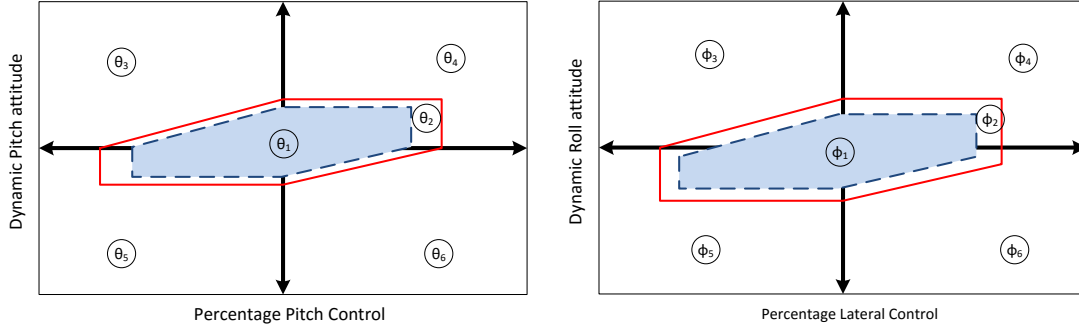 Dynamic Pitch attitude
θ3
θ4
θ2
θ1
θ5
θ6
Percentage Pitch Control
Dynamic Roll attitude
ϕ3
ϕ4
ϕ2
ϕ1
ϕ5
ϕ6
Percentage Lateral Control